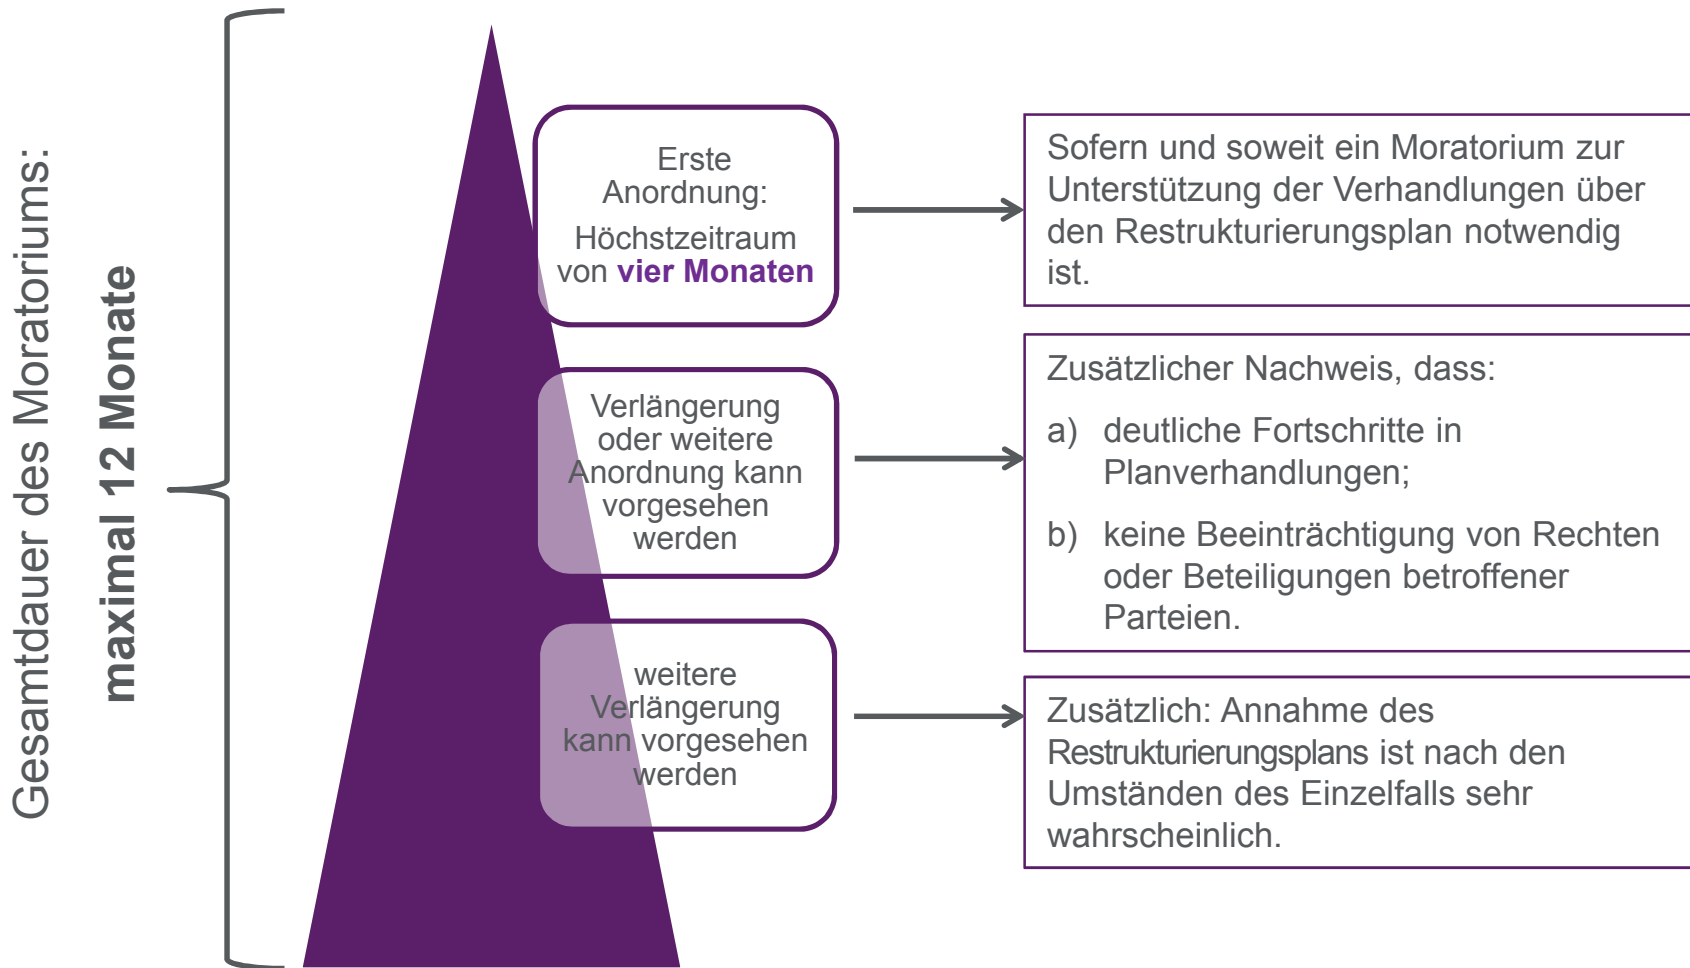 Gesamtdauer des Moratoriums:
maximal 12 Monate
Erste
Anordnung:
Höchstzeitraum
von vier Monaten
Sofern und soweit ein Moratorium zur
Unterstützung der Verhandlungen über
den Restrukturierungsplan notwendig
ist.
Verlängerung
oder weitere
Anordnung kann
vorgesehen
werden
Zusätzlicher Nachweis, dass:
a) deutliche Fortschritte in
Planverhandlungen;
b) keine Beeinträchtigung von Rechten
oder Beteiligungen betroffener
Parteien.
weitere
Verlängerung
kann vorgesehen
werden
Zusätzlich: Annahme des
Restrukturierungsplans ist nach den
Umständen des Einzelfalls sehr
wahrscheinlich.